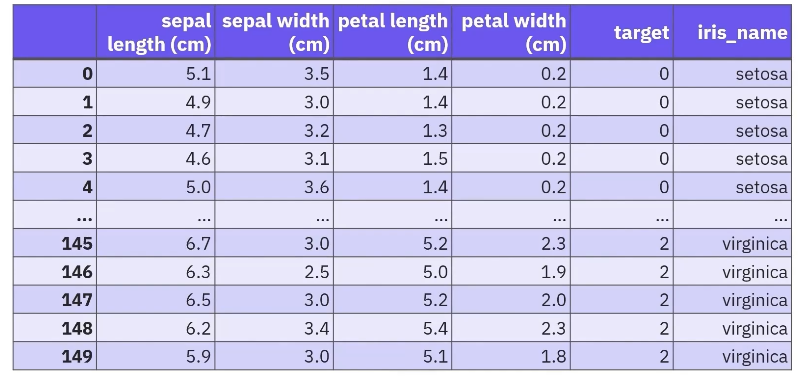 sepal length (cm) sepal width (cm) petal length (cm) petal width (cm) target iris_name
0 5.1 3.5 1.4 0.2 0 setosa
1 4.9 3.0 1.4 0.2 0 setosa
2 4.7 3.2 1.3 0.2 0 setosa
3 4.6 3.1 1.5 0.2 0 setosa
4 5.0 3.6 1.4 0.2 0 setosa
... ... ... ... ... ... ...
145 6.7 3.0 5.2 2.3 2 virginica
146 6.3 2.5 5.0 1.9 2 virginica
147 6.5 3.0 5.2 2.0 2 virginica
148 6.2 3.4 5.4 2.3 2 virginica
149 5.9 3.0 5.1 1.8 2 virginica